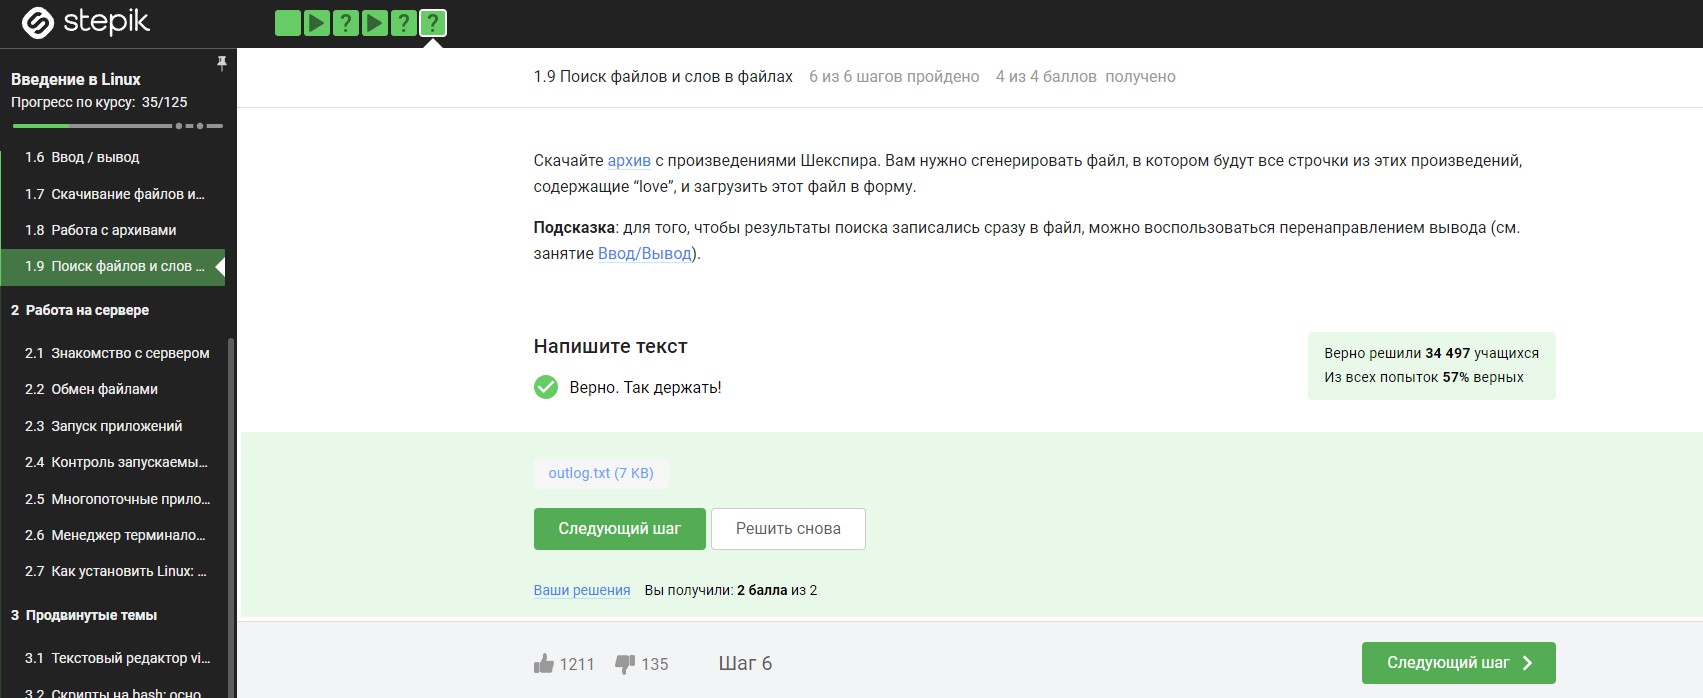 stepik
? ? ?
Введение в Linux
Прогресс по курсу: 35/125
1.6 Ввод / вывод
1.7 Скачивание файлов и...
1.8 Работа с архивами
1.9 Поиск файлов и слов ...
2 Работа на сервере
2.1 Знакомство с сервером
2.2 Обмен файлами
2.3 Запуск приложений
2.4 Контроль запускаемы...
2.5 Многопоточные прило...
2.6 Менеджер терминало...
2.7 Как установить Linux: ...
3 Продвинутые темы
3.1 Текстовый редактор vi...
3.2 Скрипты на bash: осно...
1.9 Поиск файлов и слов в файлах 6 из 6 шагов пройдено 4 из 4 баллов получено
Скачайте архив с произведениями Шекспира. Вам нужно сгенерировать файл, в котором будут все строчки из этих произведений,
содержащие “love”, и загрузить этот файл в форму.
Подсказка: для того, чтобы результаты поиска записались сразу в файл, можно воспользоваться перенаправлением вывода (см.
занятие Ввод/Вывод).
Напишите текст
Верно. Так держать!
Верно решили 34 497 учащихся
Из всех попыток 57% верных
outlog.txt (7 KB)
Следующий шаг Решить снова
Ваши решения Вы получили: 2 балла из 2
1211 135 Шаг 6 Следующий шаг